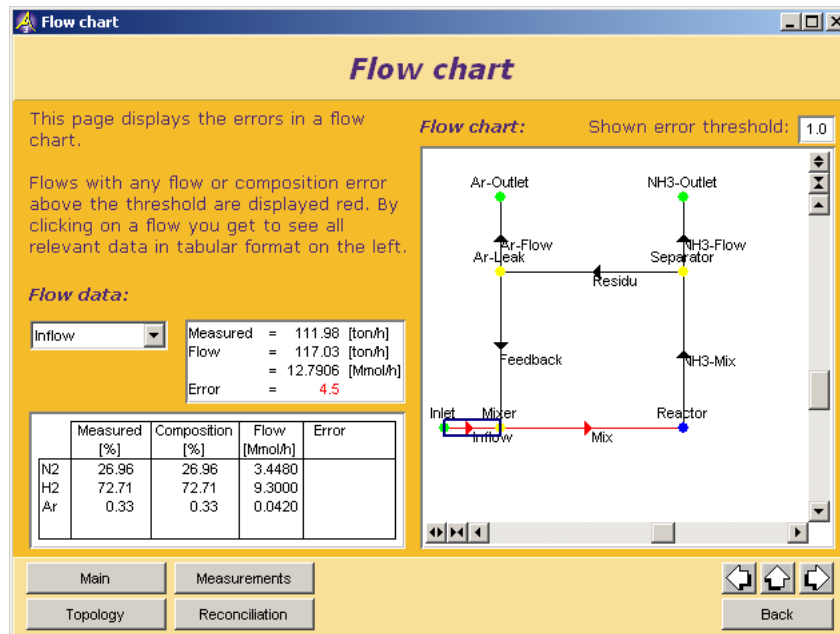 Flow chart
Flow chart
This page displays the errors in a flow
chart.
Flows with any flow or composition error
above the threshold are displayed red. By
clicking on a flow you get to see all
relevant data in tabular format on the left.
Flow data:
Inflow
Measured = 111.98 [ton/h]
Flow = 117.03 [ton/h]
= 12.7906 [Mmol/h]
Error = 4.5
Measured Composition Flow Error
[%] [%] [Mmol/h]
N2 26.96 26.96 3.4480
H2 72.71 72.71 9.3000
Ar 0.33 0.33 0.0420
Flow chart: Shown error threshold: 1.0
Ar-Outlet NH3-Outlet
Ar-Flow NH3-Flow
Ar-Leak Separator
Residu
Feedback NH3-Mix
Inlet Mixer Reactor
Inflow Mix
Main Measurements
Topology Reconciliation Back